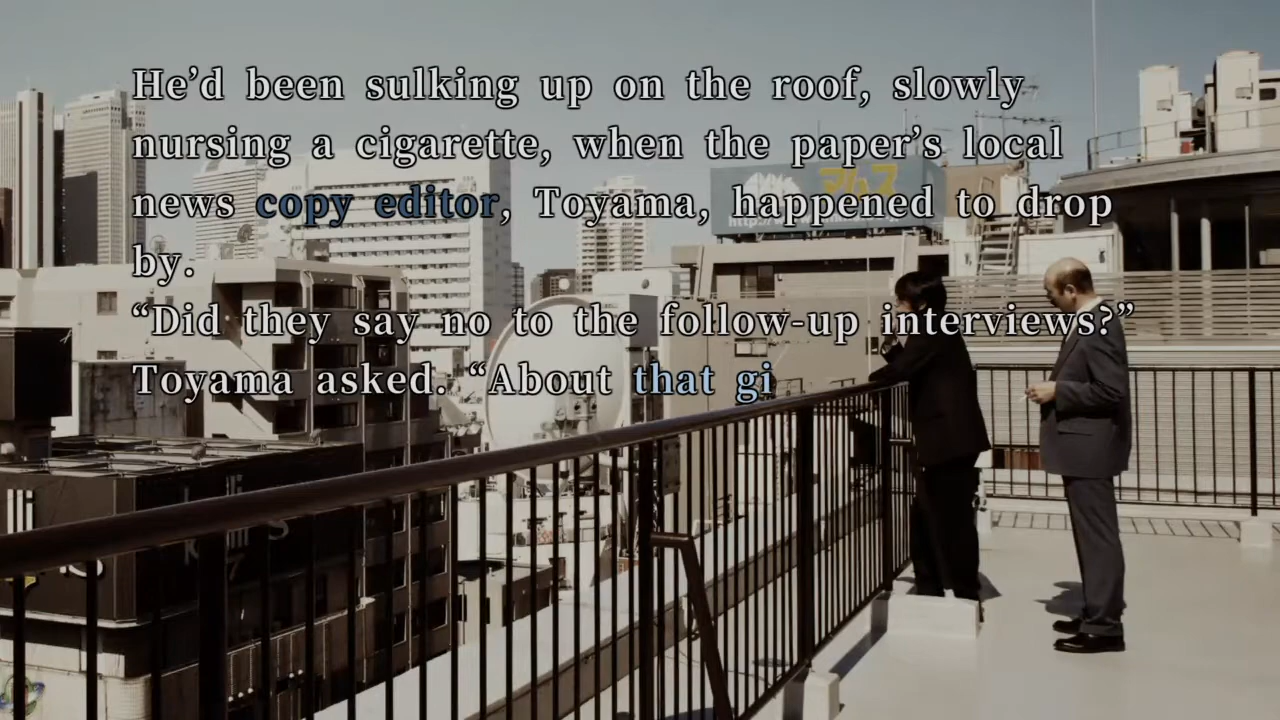 He’d been sulking up on the roof, slowly
nursing a cigarette, when the paper’s local
news copy editor, Toyama, happened to drop
by.
“Did they say no to the follow-up interviews?”
Toyama asked. “About that gi